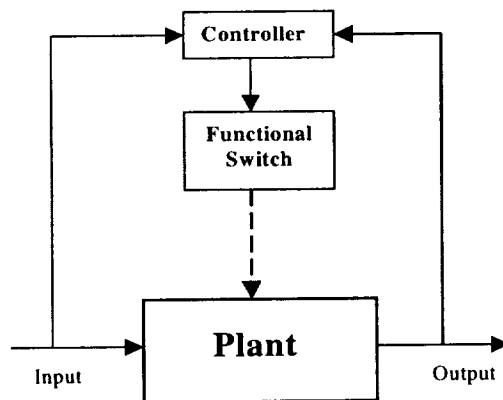 Controller
Functional
Switch
Plant
Input
Output